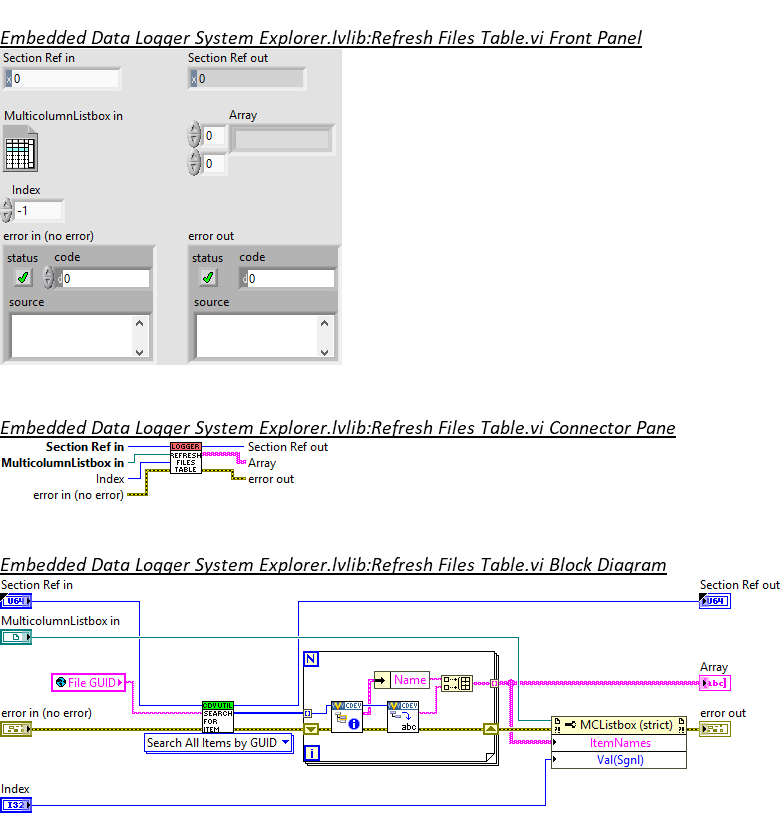 Embedded Data Logger System Explorer.lvlib:Refresh Files Table.vi Front Panel
Section Ref in
Section Ref out
x 0
x 0
MulticolumnListbox in
Array
0
0
Index
-1
error in (no error)
error out
status code
status code
d 0
d 0
source
source
Embedded Data Logger System Explorer.lvlib:Refresh Files Table.vi Connector Pane
Section Ref in
MulticolumnListbox in
Index
error in (no error)
LOGGER
REFRESH
FILES
TABLE
Section Ref out
Array
error out
Embedded Data Logger System Explorer.lvlib:Refresh Files Table.vi Block Diagram
Section Ref in
Section Ref out
U64
U64
MulticolumnListbox in
N
Array
File GUID
Name
abc
error in (no error)
CDV UTIL
SEARCH
FOR
ITEM
CDEV
CDEV
abc
error out
MCListbox (strict)
Search All Items by GUID
ItemNames
i
Val(Sgnl)
Index
I32